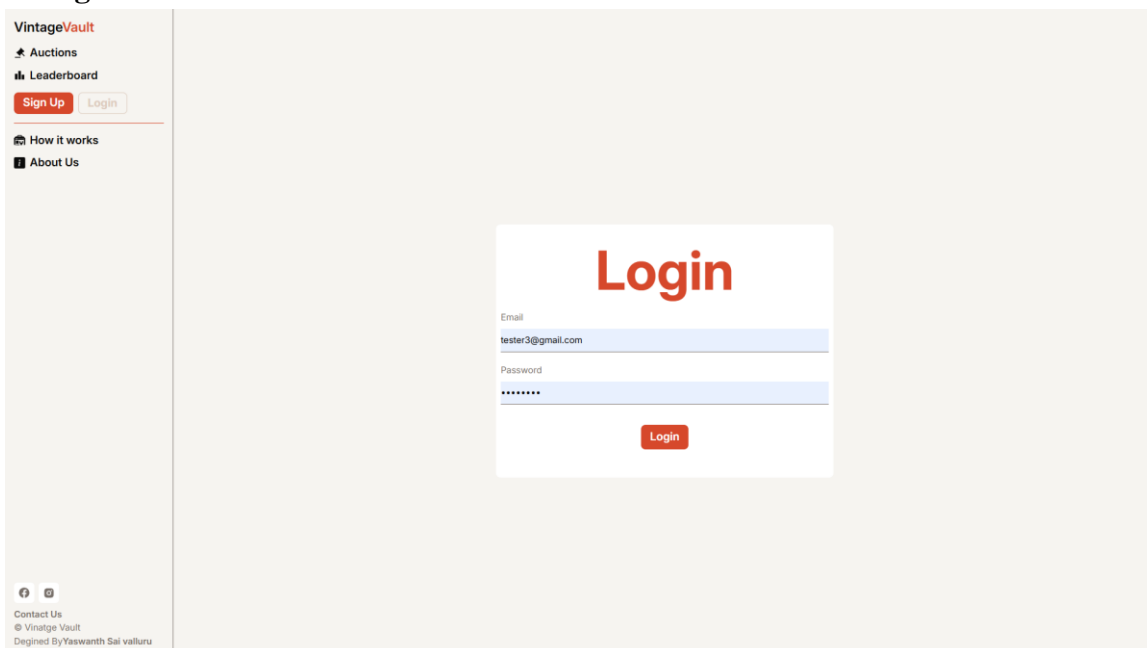 VintageVault
Auctions
Leaderboard
Sign Up
Login
How it works
About Us
Login
Email
tester3@gmail.com
Password
••••••••
Login
Contact Us
© Vinatge Vault
Degined ByYaswanth Sai valluru